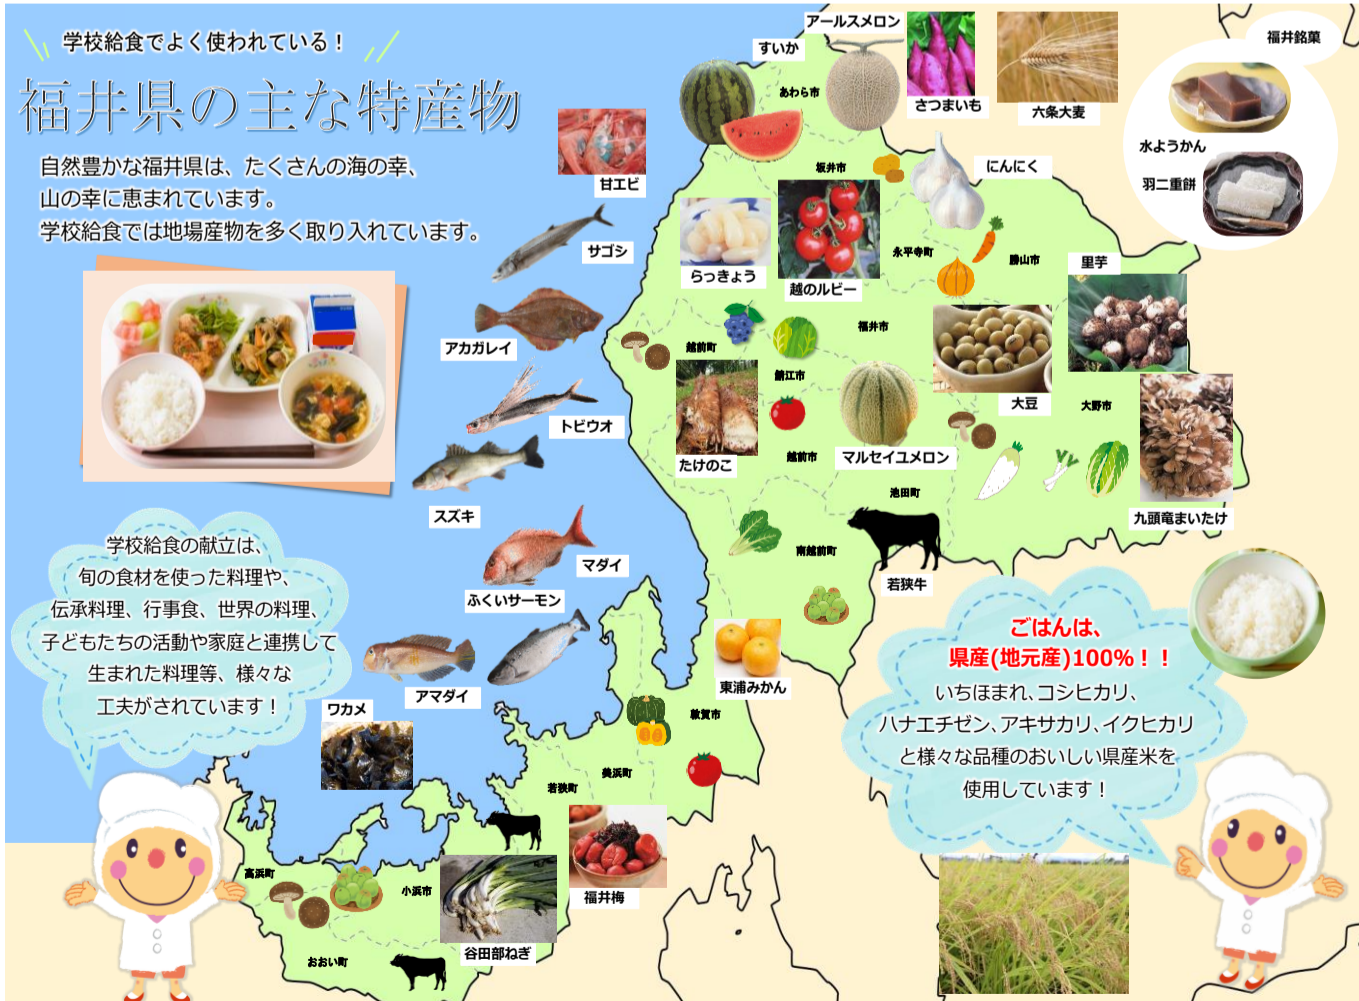 学校給食でよく使われている！
福井県の主な特産物
自然豊かな福井県は、たくさんの海の幸、
山の幸に恵まれています。
学校給食では地場産物を多く取り入れています。
アールスメロン
すいか
あわら市
さつまいも
六条大麦
福井銘菓
水ようかん
羽二重餅
甘エビ
坂井市
にんにく
サゴシ
らっきょう
越のルビー
永平寺町
勝山市
里芋
アカガレイ
越前町
福井市
鯖江市
大豆
大野市
トビウオ
たけのこ
越前市
マルセイユメロン
池田町
九頭竜まいたけ
スズキ
南越前町
若狭牛
マダイ
ふくいサーモン
アマダイ
東浦みかん
敦賀市
ワカメ
美浜町
若狭町
福井梅
高浜町
小浜市
谷田部ねぎ
おおい町
学校給食の献立は、
旬の食材を使った料理や、
伝承料理、行事食、世界の料理、
子どもたちの活動や家庭と連携して
生まれた料理等、様々な
工夫がされています！
ごはんは、
県産(地元産)100％！！
いちほまれ、コシヒカリ、
ハナエチゼン、アキサカリ、イクヒカリ
と様々な品種のおいしい県産米を
使用しています！